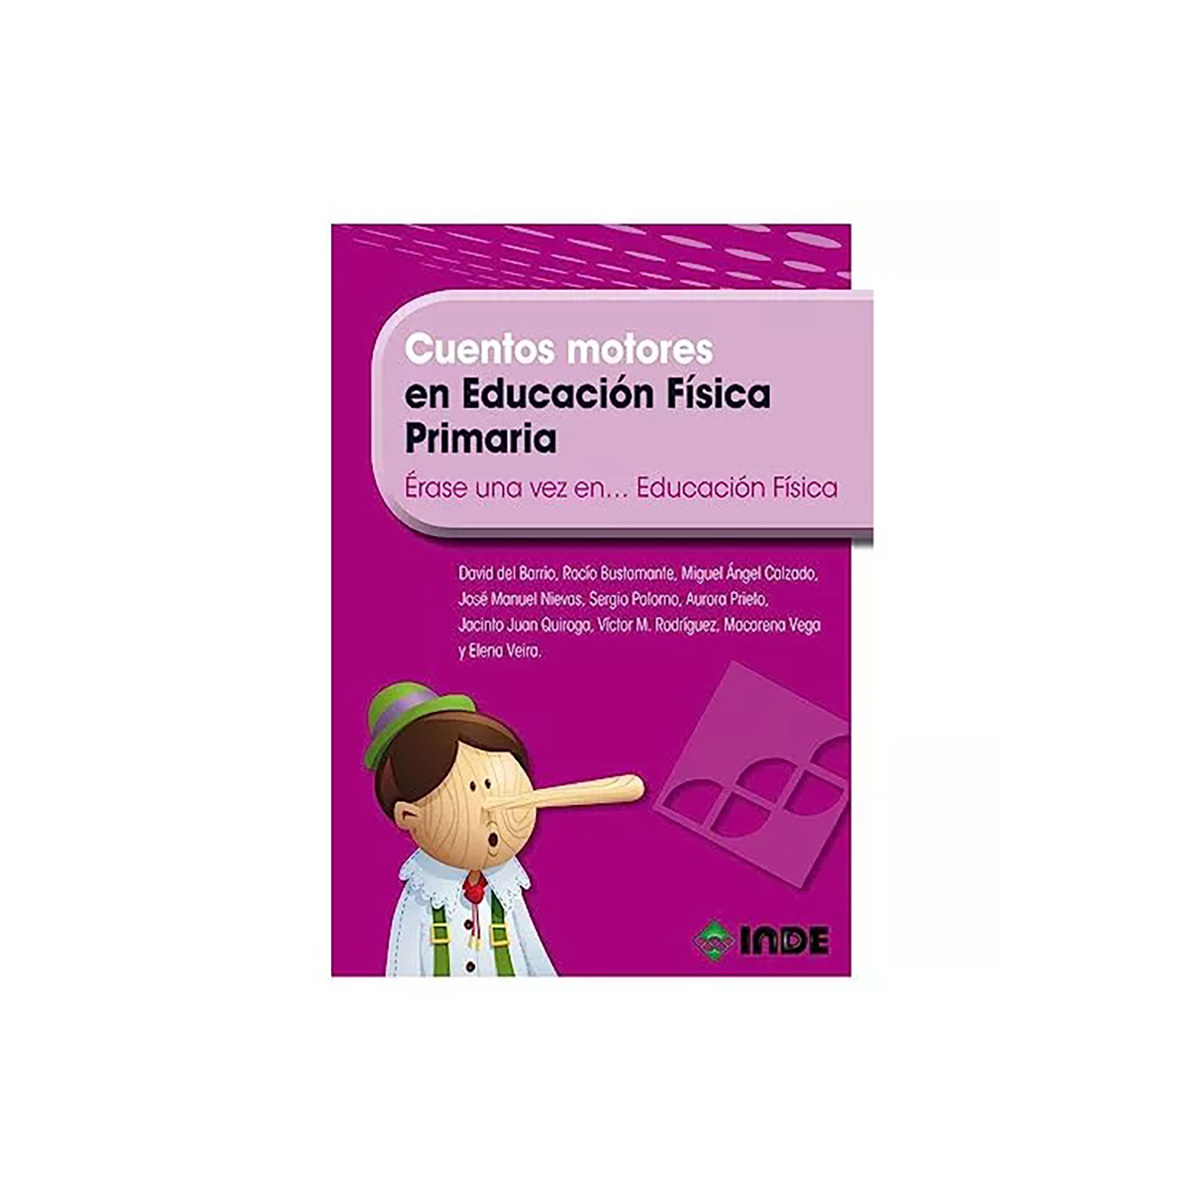 Cuentos motores
en Educación Física
Primaria
Érase una vez en... Educación Física
David del Barrio, Rocío Bustamante, Miguel Ángel Calzado,
José Manuel Nievas, Sergio Palomo, Aurora Prieto,
Jacinto Juan Quiroga, Víctor M. Rodríguez, Macarena Vega
y Elena Veira.
INDE